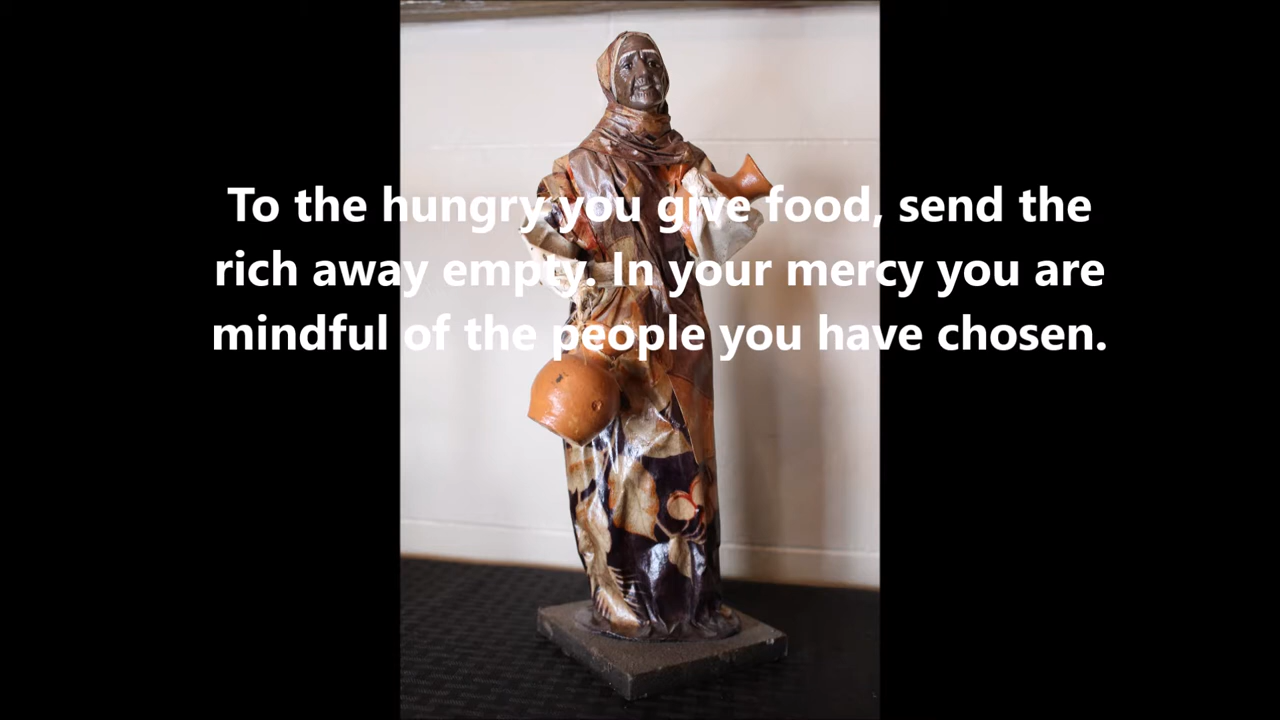 To the hungry you give food, send the
rich away empty. In your mercy you are
mindful of the people you have chosen.